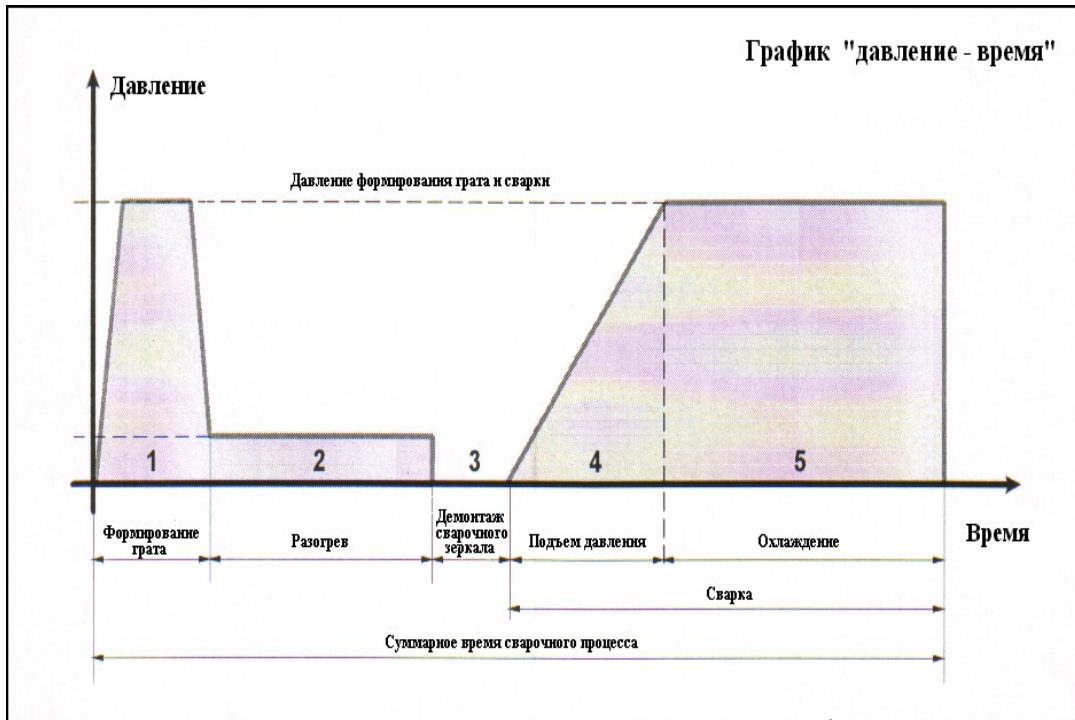 График "давление - время"
Давление
Давление формирования грата и сварки
1
2
3
4
5
Формирование
грата
Разогрев
Демонтаж
сварочного
зеркала
Подъем давления
Охлаждение
Время
Сварка
Суммарное время сварочного процесса